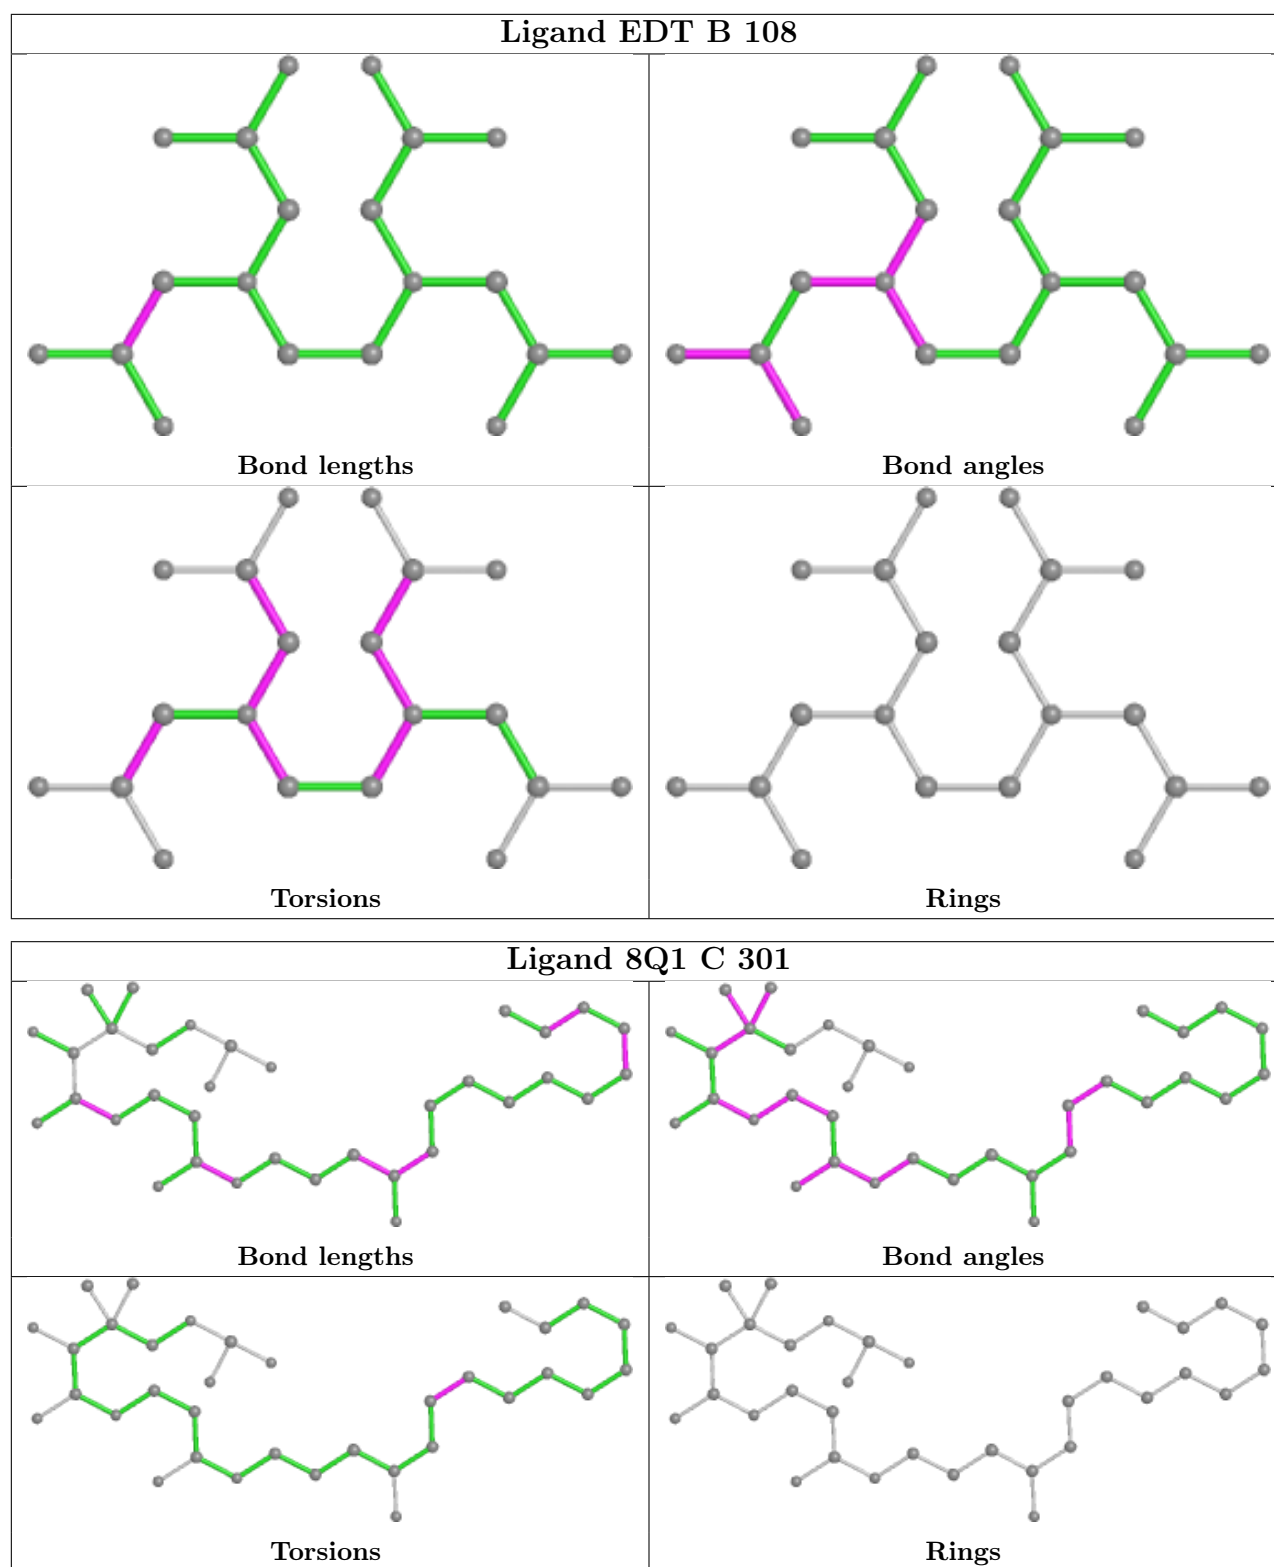 Ligand EDT B 108
Bond lengths
Bond angles
Torsions
Rings
Ligand 8Q1 C 301
Bond lengths
Bond angles
Torsions
Rings